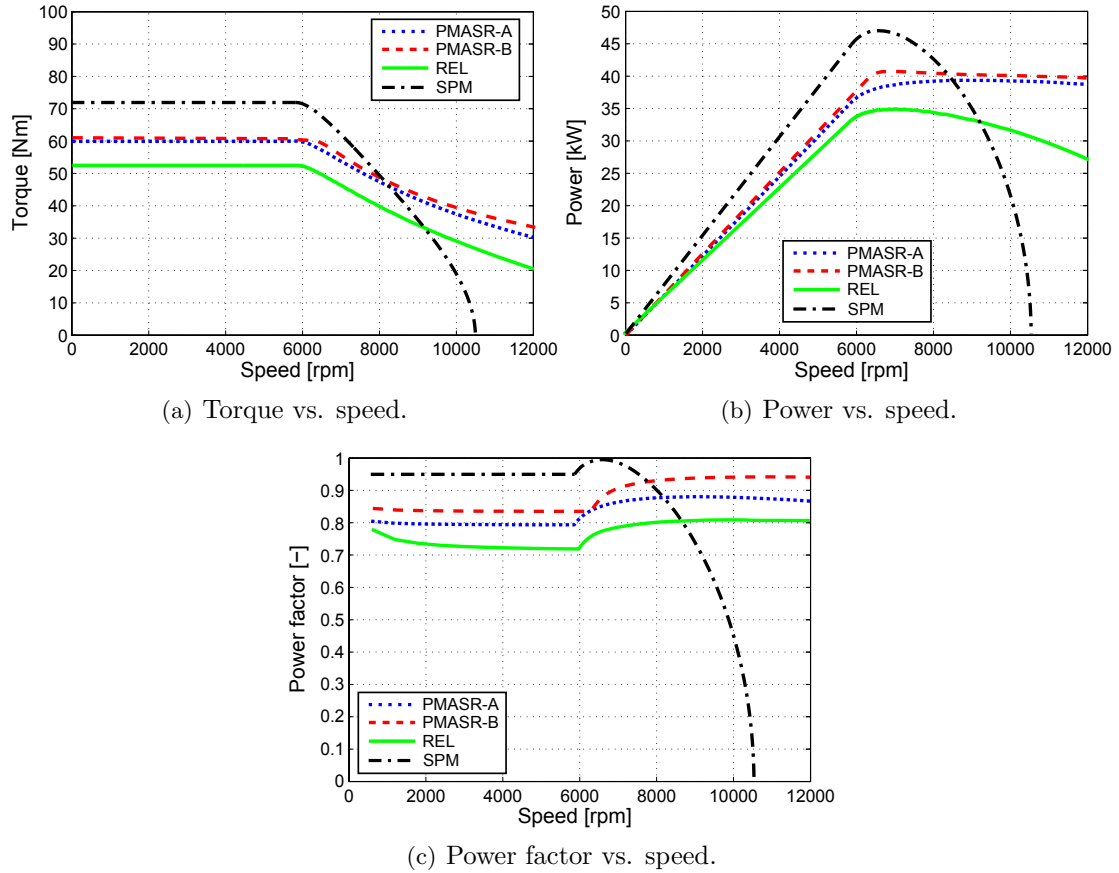 100
90
80
70
60
50
40
30
20
10
0
Torque [Nm]
PMASR-A
PMASR-B
REL
SPM
0 2000 4000 6000 8000 10000 12000
Speed [rpm]
(a) Torque vs. speed.
50
45
40
35
30
25
20
15
10
5
0
Power [kW]
PMASR-A
PMASR-B
REL
SPM
0 2000 4000 6000 8000 10000 12000
Speed [rpm]
(b) Power vs. speed.
1
0.9
0.8
0.7
0.6
0.5
0.4
0.3
0.2
0.1
0
Power factor [−]
PMASR-A
PMASR-B
REL
SPM
0 2000 4000 6000 8000 10000 12000
Speed [rpm]
(c) Power factor vs. speed.